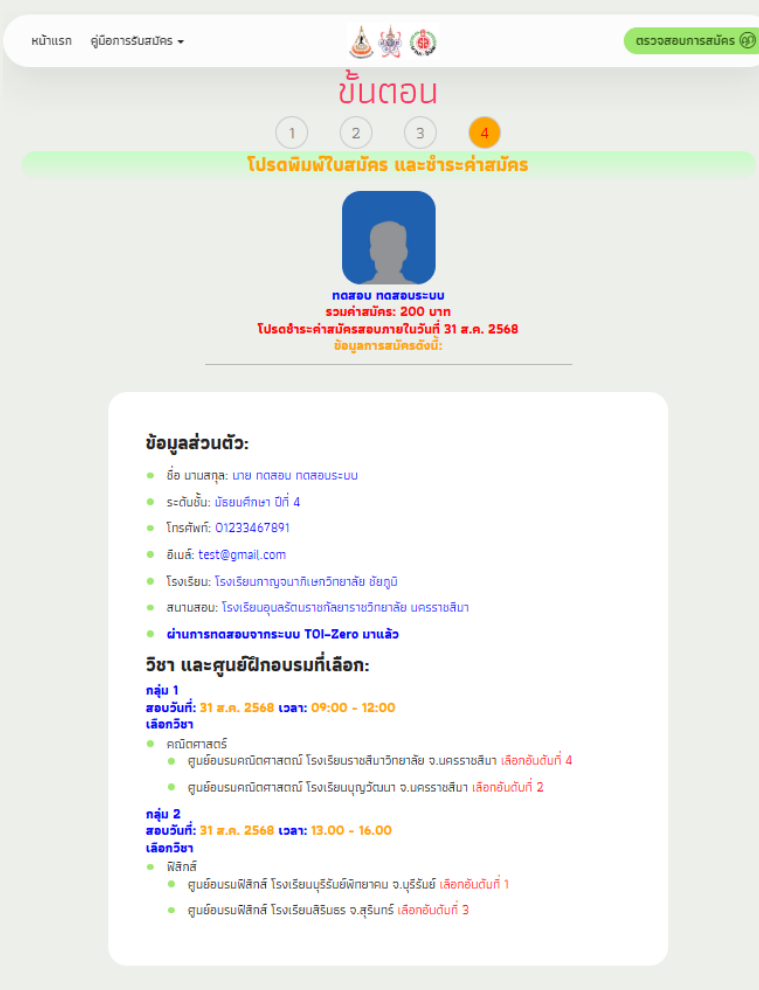 หน้าแรก คู่มือการรับสมัคร ตรวจสอบการสมัคร
ขั้นตอน
1 2 3 4
โปรดพิมพ์ใบสมัคร และชำระค่าสมัคร
ทดสอบ ทดสอบระบบ
รวมค่าสมัคร: 200 บาท
โปรดชำระค่าสมัครสอบภายในวันที่ 31 ส.ค. 2568
ข้อมูลการสมัครดังนี้:
ข้อมูลส่วนตัว:
ชื่อ นามสกุล: นาย ทดสอบ ทดสอบระบบ
ระดับชั้น: มัธยมศึกษา ปีที่ 4
โทรศัพท์: 01233467891
อีเมล์: test@gmail.com
โรงเรียน: โรงเรียนกาญจนาภิเษกวิทยาลัย ชัยภูมิ
สนามสอบ: โรงเรียนอุบลรัตนราชกัลยาราชวิทยาลัย นครราชสีมา
ผ่านการทดสอบจากระบบ TOI-Zero มาแล้ว
วิชา และศูนย์ฝึกอบรมที่เลือก:
กลุ่ม 1
สอบวันที่: 31 ส.ค. 2568 เวลา: 09:00 - 12:00
เลือกวิชา
คณิตศาสตร์
ศูนย์อบรมคณิตศาสตณ์ โรงเรียนราชสีมาวิทยาลัย จ.นครราชสีมา เลือกอันดับที่ 4
ศูนย์อบรมคณิตศาสตณ์ โรงเรียนบุญวัฒนา จ.นครราชสีมา เลือกอันดับที่ 2
กลุ่ม 2
สอบวันที่: 31 ส.ค. 2568 เวลา: 13.00 - 16.00
เลือกวิชา
ฟิสิกส์
ศูนย์อบรมฟิสิกส์ โรงเรียนบุรีรัมย์พิทยาคม จ.บุรีรัมย์ เลือกอันดับที่ 1
ศูนย์อบรมฟิสิกส์ โรงเรียนสิรินธร จ.สุรินทร์ เลือกอันดับที่ 3